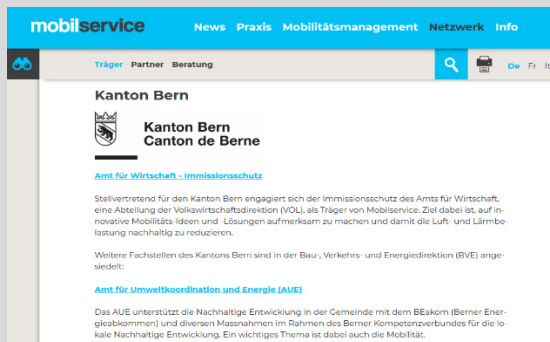 mobilservice
News Praxis Mobilitätsmanagement Netzwerk Info
Träger Partner Beratung
De Fr It
Kanton Bern
Kanton Bern
Canton de Berne
Amt für Wirtschaft - Immissionsschutz
Stellvertretend für den Kanton Bern engagiert sich der Immissionsschutz des Amts für Wirtschaft,
eine Abteilung der Volkswirtschaftsdirektion (VOL), als Träger von Mobilservice. Ziel dabei ist, auf in-
novative Mobilitäts-Ideen und -Lösungen aufmerksam zu machen und damit die Luft- und Lärmbe-
lastung nachhaltig zu reduzieren.
Weitere Fachstellen des Kantons Bern sind in der Bau-, Verkehrs- und Energiedirektion (BVE) ange-
siedelt:
Amt für Umweltkoordination und Energie (AUE)
Das AUE unterstützt die Nachhaltige Entwicklung in der Gemeinde mit dem BEakom (Berner Ener-
gieabkommen) und diversen Massnahmen im Rahmen des Berner Kompetenzverbundes für die lo-
kale Nachhaltige Entwicklung. Ein wichtiges Thema ist dabei auch die Mobilität.